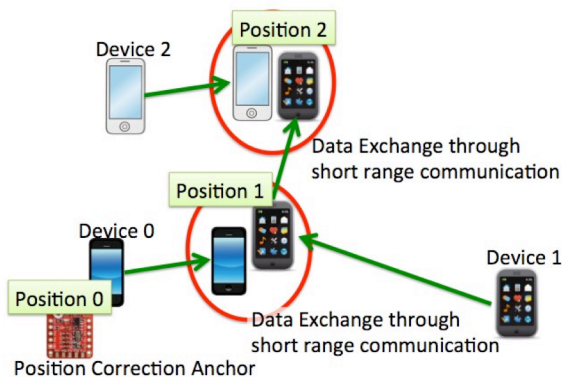 Position 2
Device 2
Data Exchange through
short range communication
Position 1
Device 0
Device 1
Position 0
Data Exchange through
short range communication
Position Correction Anchor